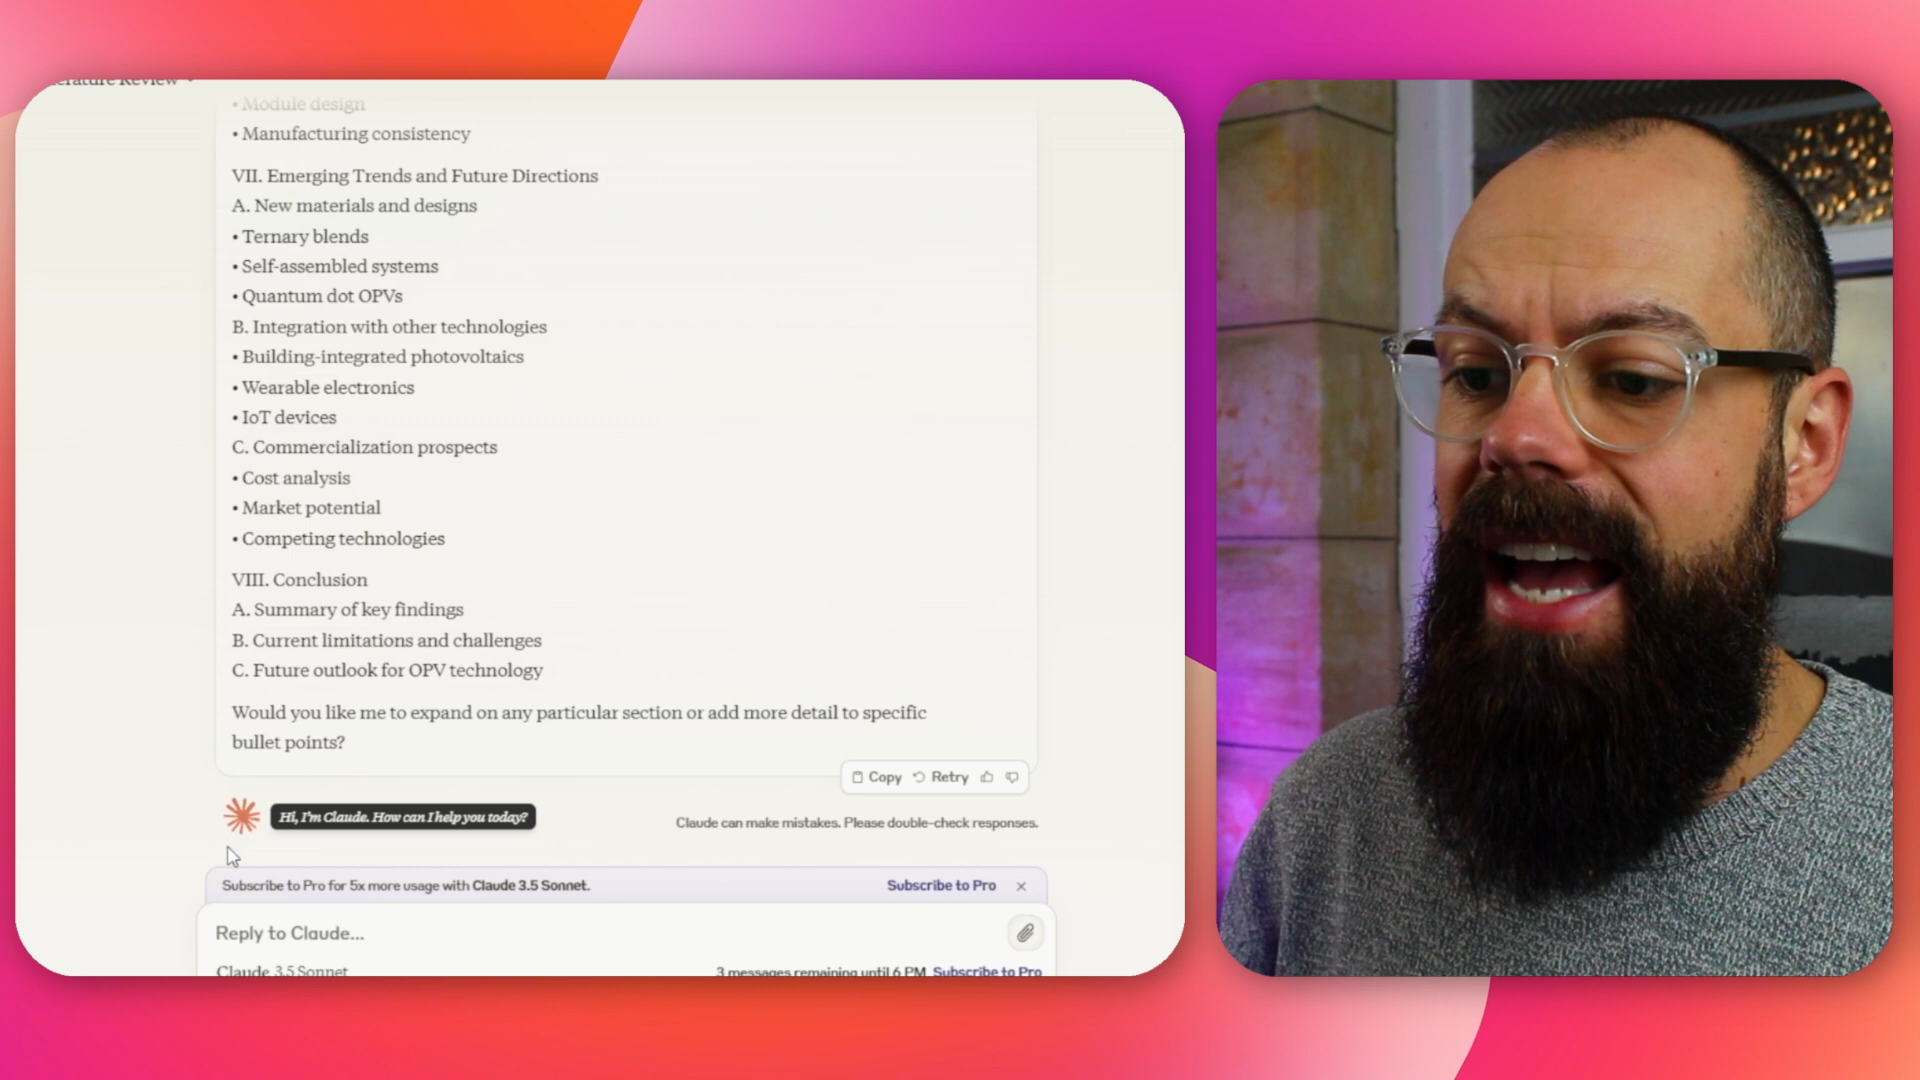 erature Review
• Module design
• Manufacturing consistency
VII. Emerging Trends and Future Directions
A. New materials and designs
• Ternary blends
• Self-assembled systems
• Quantum dot OPVs
B. Integration with other technologies
• Building-integrated photovoltaics
• Wearable electronics
• IoT devices
C. Commercialization prospects
• Cost analysis
• Market potential
• Competing technologies
VIII. Conclusion
A. Summary of key findings
B. Current limitations and challenges
C. Future outlook for OPV technology
Would you like me to expand on any particular section or add more detail to specific
bullet points?
Copy Retry
Hi, I'm Claude. How can I help you today?
Claude can make mistakes. Please double-check responses.
Subscribe to Pro for 5x more usage with Claude 3.5 Sonnet.
Subscribe to Pro
Reply to Claude...
Claude 3.5 Sonnet
3 messages remaining until 6 PM Subscribe to Pro